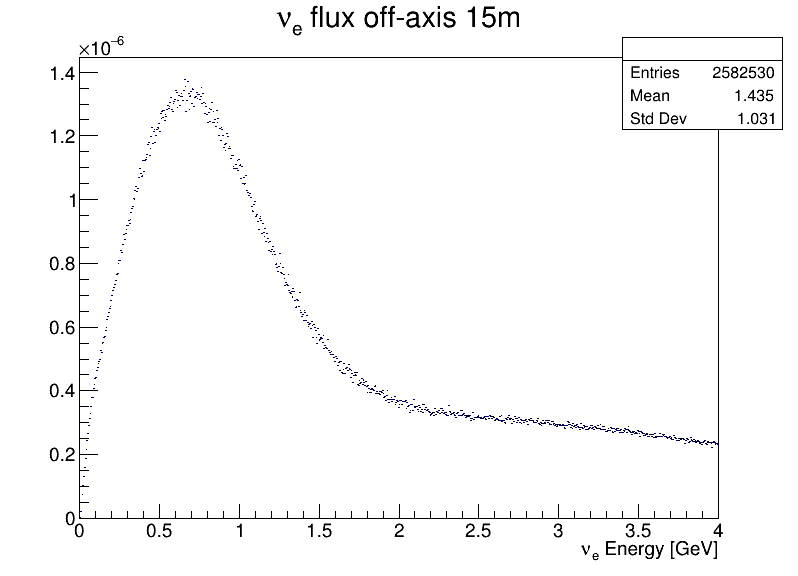 νe flux off-axis 15m
×10−6
Entries 2582530
Mean 1.435
Std Dev 1.031
1.4
1.2
1
0.8
0.6
0.4
0.2
0
0 0.5 1 1.5 2 2.5 3 3.5 4
νe Energy [GeV]